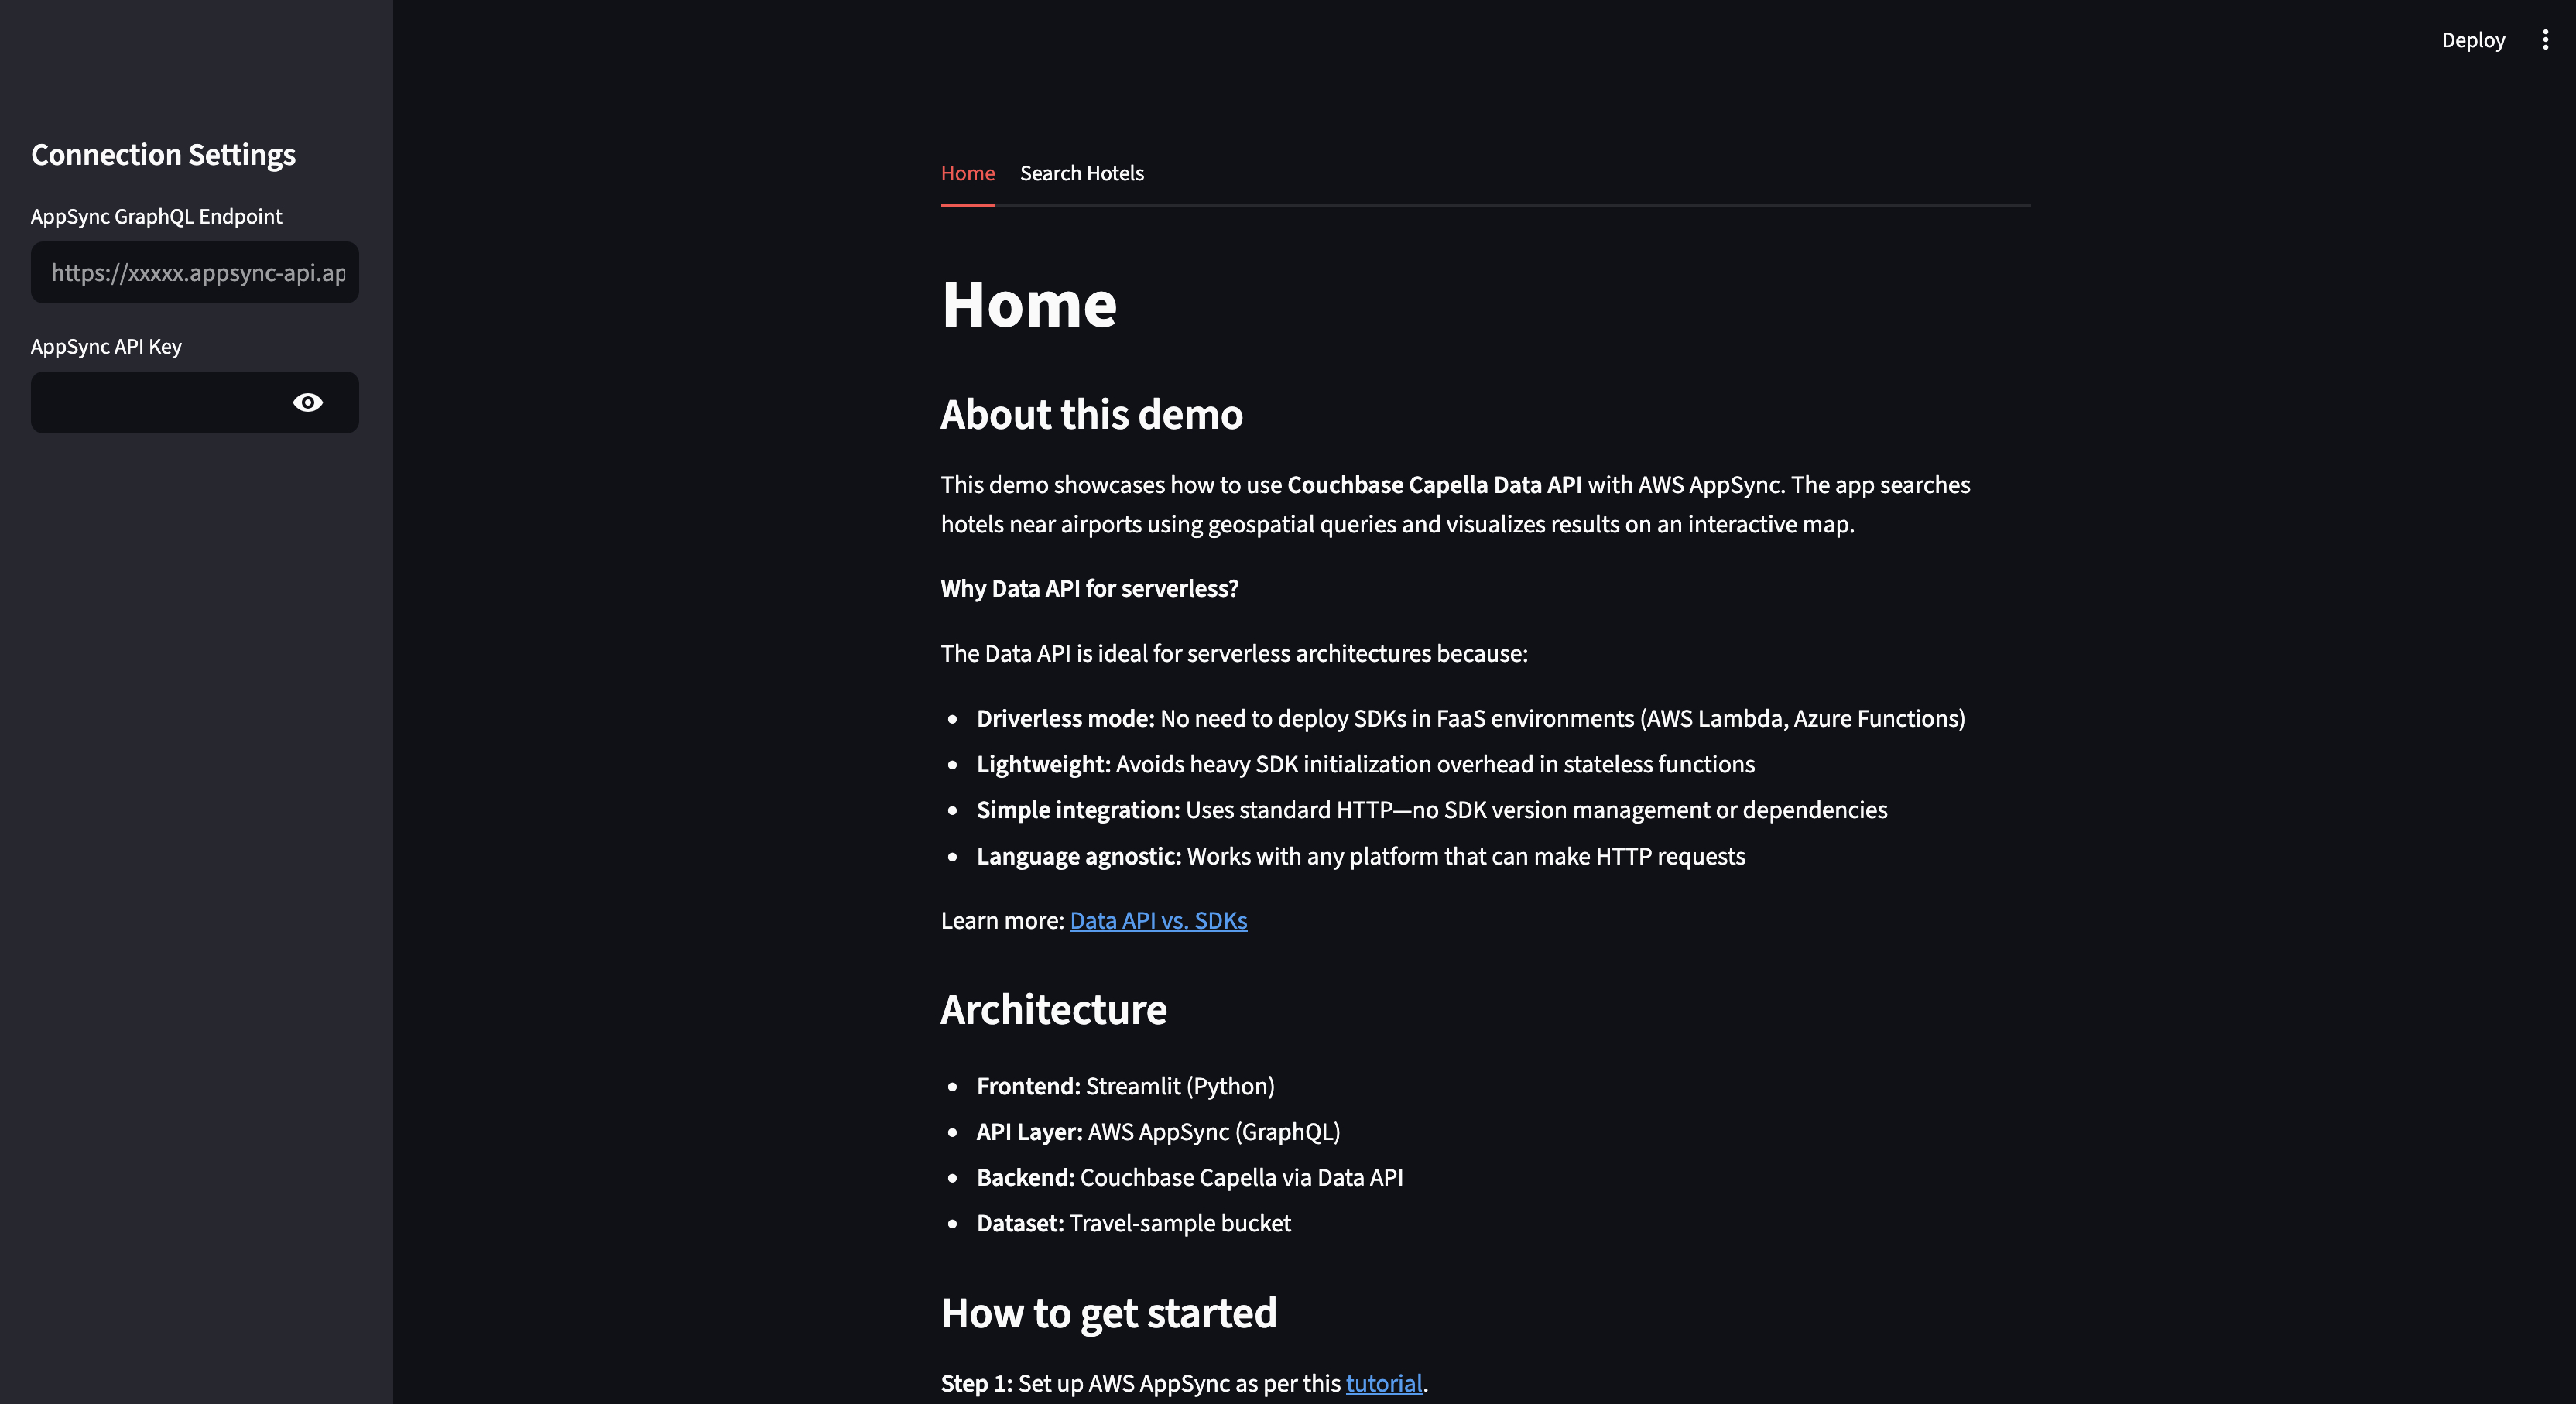 Deploy
Connection Settings
AppSync GraphQL Endpoint
https://xxxxx.appsync-api.ap
AppSync API Key
Home
Search Hotels
Home
About this demo
This demo showcases how to use Couchbase Capella Data API with AWS AppSync. The app searches
hotels near airports using geospatial queries and visualizes results on an interactive map.
Why Data API for serverless?
The Data API is ideal for serverless architectures because:
• Driverless mode: No need to deploy SDKs in FaaS environments (AWS Lambda, Azure Functions)
• Lightweight: Avoids heavy SDK initialization overhead in stateless functions
• Simple integration: Uses standard HTTP—no SDK version management or dependencies
• Language agnostic: Works with any platform that can make HTTP requests
Learn more: Data API vs. SDKs
Architecture
• Frontend: Streamlit (Python)
• API Layer: AWS AppSync (GraphQL)
• Backend: Couchbase Capella via Data API
• Dataset: Travel-sample bucket
How to get started
Step 1: Set up AWS AppSync as per this tutorial.